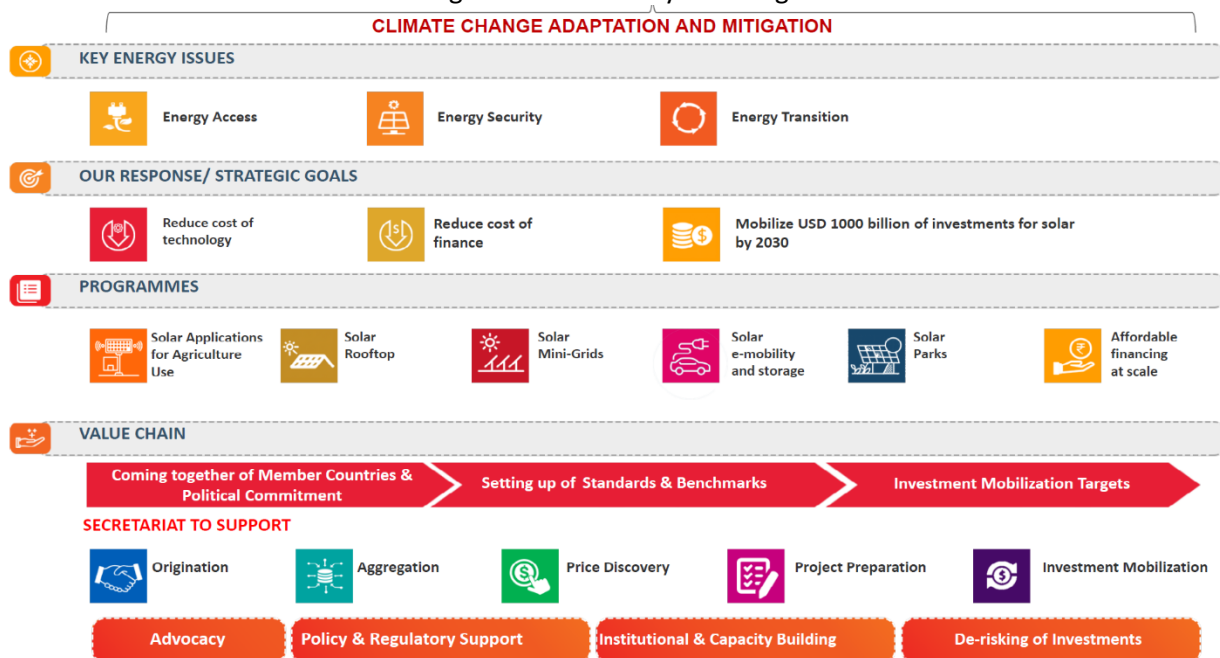 CLIMATE CHANGE ADAPTATION AND MITIGATION
KEY ENERGY ISSUES
Energy Access
Energy Security
Energy Transition
OUR RESPONSE/ STRATEGIC GOALS
Reduce cost of
technology
Reduce cost of
finance
Mobilize USD 1000 billion of investments for solar
by 2030
PROGRAMMES
Solar Applications
for Agriculture
Use
Solar
Rooftop
Solar
Mini-Grids
Solar
e-mobility
and storage
Solar
Parks
Affordable
financing
at scale
VALUE CHAIN
Coming together of Member Countries &
Political Commitment
Setting up of Standards & Benchmarks
Investment Mobilization Targets
SECRETARIAT TO SUPPORT
Origination
Aggregation
Price Discovery
Project Preparation
Investment Mobilization
Advocacy
Policy & Regulatory Support
Institutional & Capacity Building
De-risking of Investments